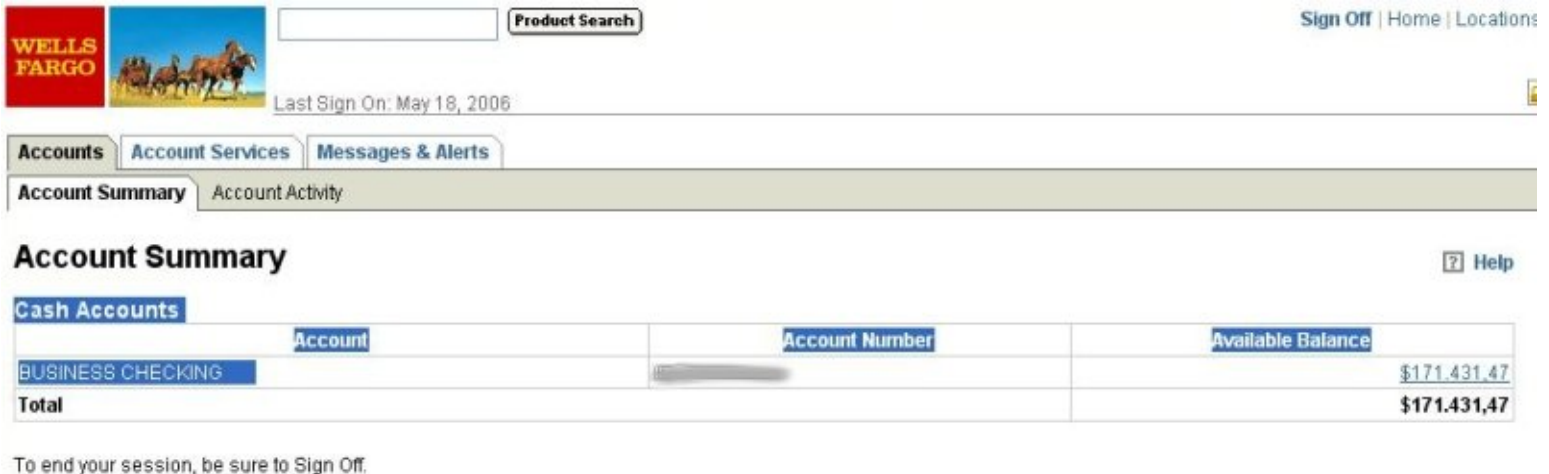 WELLS
FARGO
Product Search
Sign Off | Home | Locations
Last Sign On: May 18, 2006
Accounts Account Services Messages & Alerts
Account Summary Account Activity
Account Summary
? Help
Cash Accounts
Account Account Number Available Balance
BUSINESS CHECKING $171.431,47
Total $171.431,47
To end your session, be sure to Sign Off.